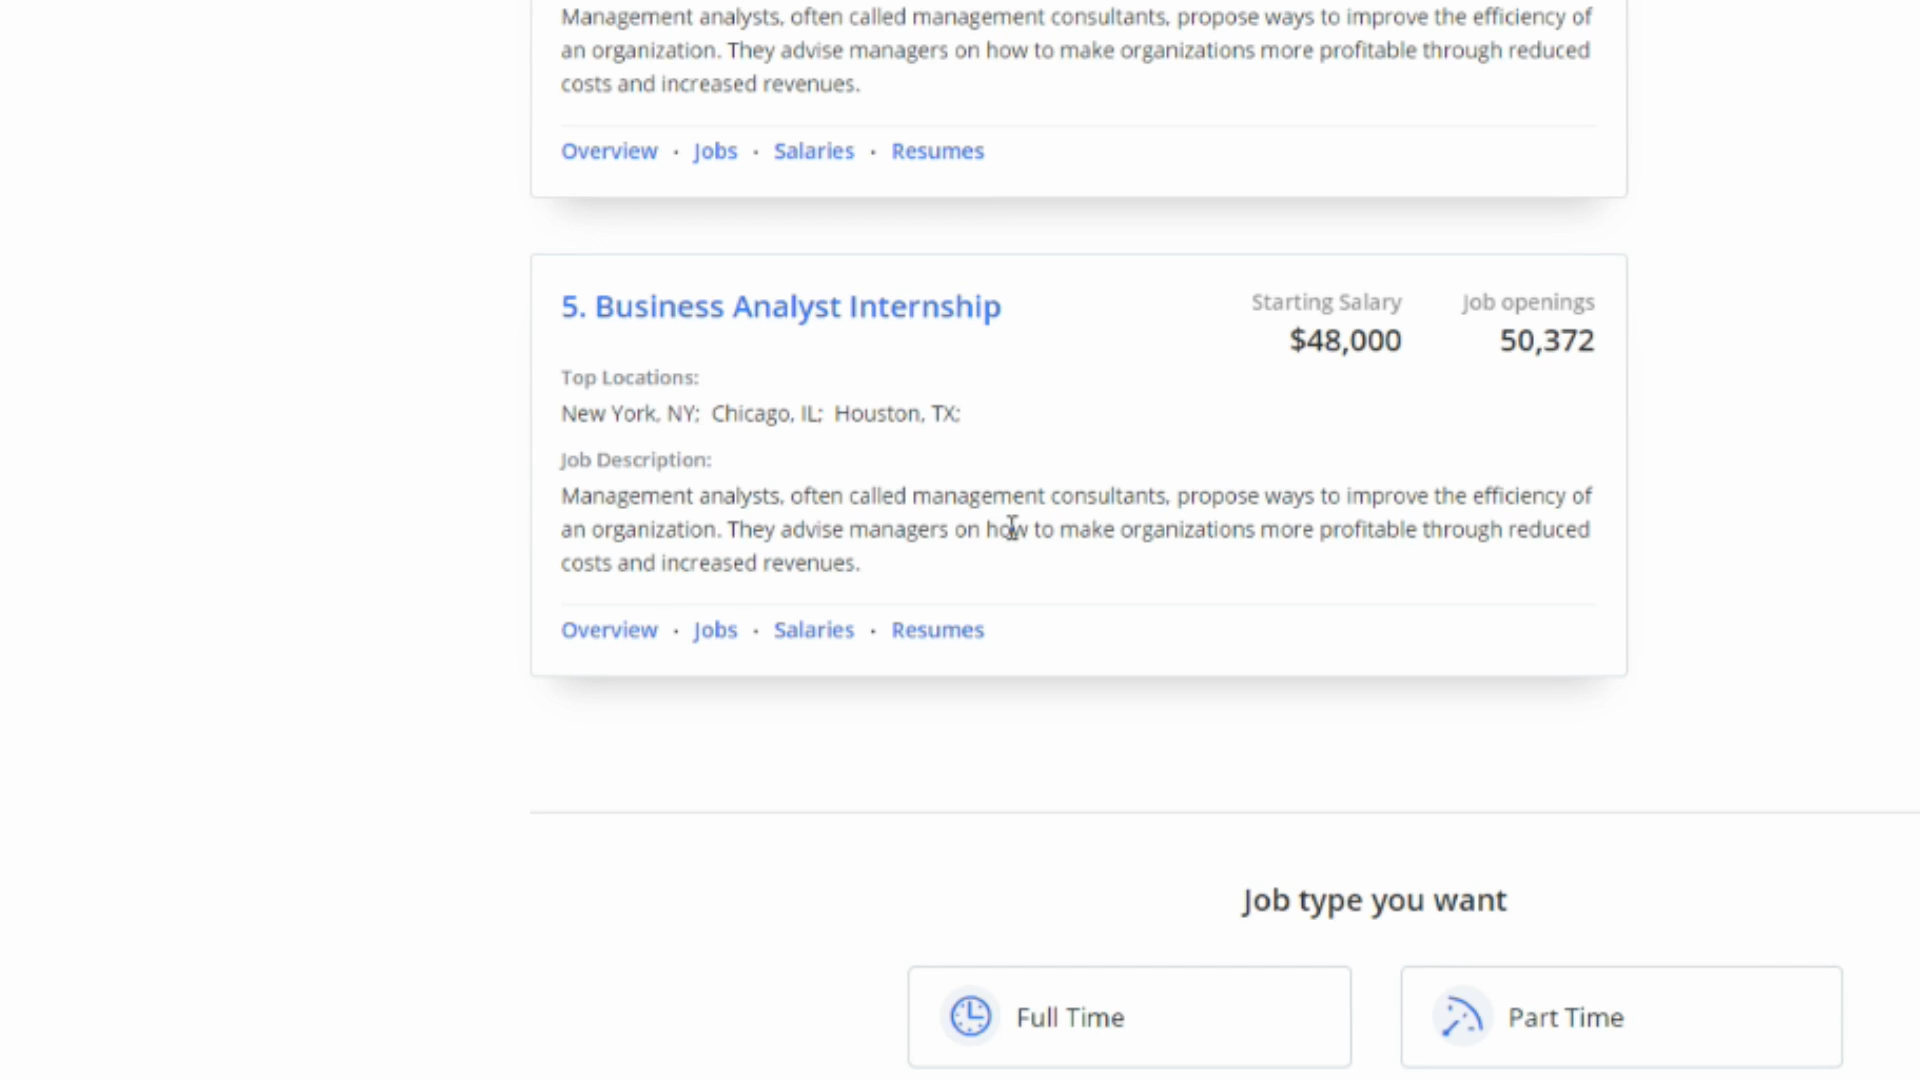 Management analysts, often called management consultants, propose ways to improve the efficiency of
an organization. They advise managers on how to make organizations more profitable through reduced
costs and increased revenues.
Overview · Jobs · Salaries · Resumes
5. Business Analyst Internship
Starting Salary
$48,000
Job openings
50,372
Top Locations:
New York, NY; Chicago, IL; Houston, TX;
Job Description:
Management analysts, often called management consultants, propose ways to improve the efficiency of
an organization. They advise managers on how to make organizations more profitable through reduced
costs and increased revenues.
Overview · Jobs · Salaries · Resumes
Job type you want
Full Time
Part Time